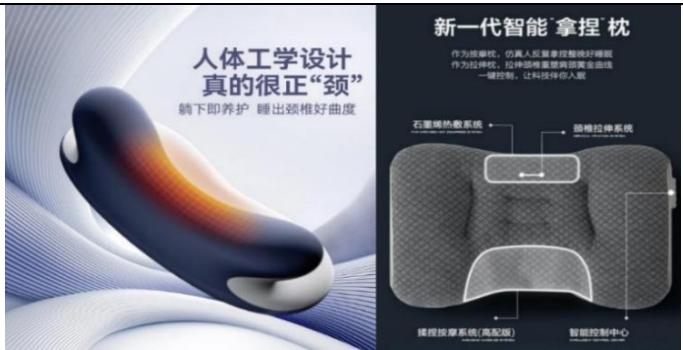 人体工学设计
真的很正“颈”
躺下即养护 睡出颈椎好曲度
新一代智能“拿捏”枕
作为按摩枕，仿真人反复拿捏整晚好睡眠
作为拉伸枕，拉伸颈椎重塑肩颈黄金曲线
一键控制，让科技伴你入眠
石墨烯热敷系统
颈椎拉伸系统
揉捏按摩系统(高配版)
智能控制中心